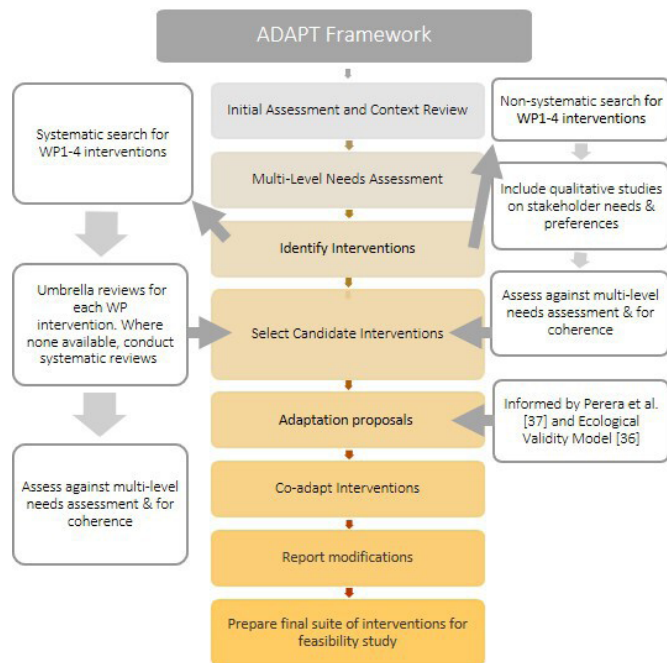 ADAPT Framework
Initial Assessment and Context Review
Multi-Level Needs Assessment
Identify Interventions
Select Candidate Interventions
Adaptation proposals
Co-adapt Interventions
Report modifications
Prepare final suite of interventions for
feasibility study
Systematic search for
WP1-4 interventions
Umbrella reviews for
each WP
intervention. Where
none available, conduct
systematic reviews
Assess against multi-level
needs assessment & for
coherence
Non-systematic search for
WP1-4 interventions
Include qualitative studies
on stakeholder needs &
preferences
Assess against multi-level
needs assessment & for
coherence
Informed by Perera et al.
[37] and Ecological
Validity Model [36]